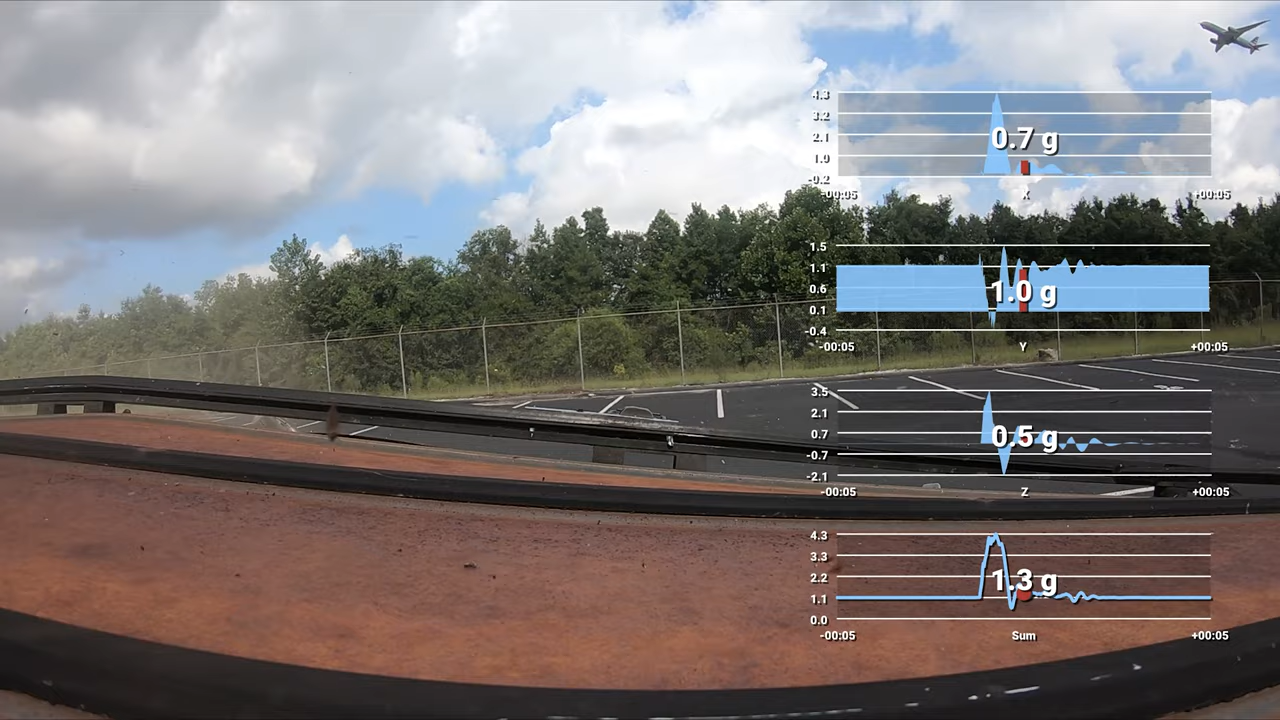 4.3
3.2
2.1
1.0
-0.2
0.7 g
-00:05 X +00:05
1.5
1.1
0.6
0.1
-0.4
1.0 g
-00:05 Y +00:05
3.5
2.1
0.7
-0.7
-2.1
0.5 g
-00:05 Z +00:05
4.3
3.3
2.2
1.1
0.0
1.3 g
-00:05 Sum +00:05